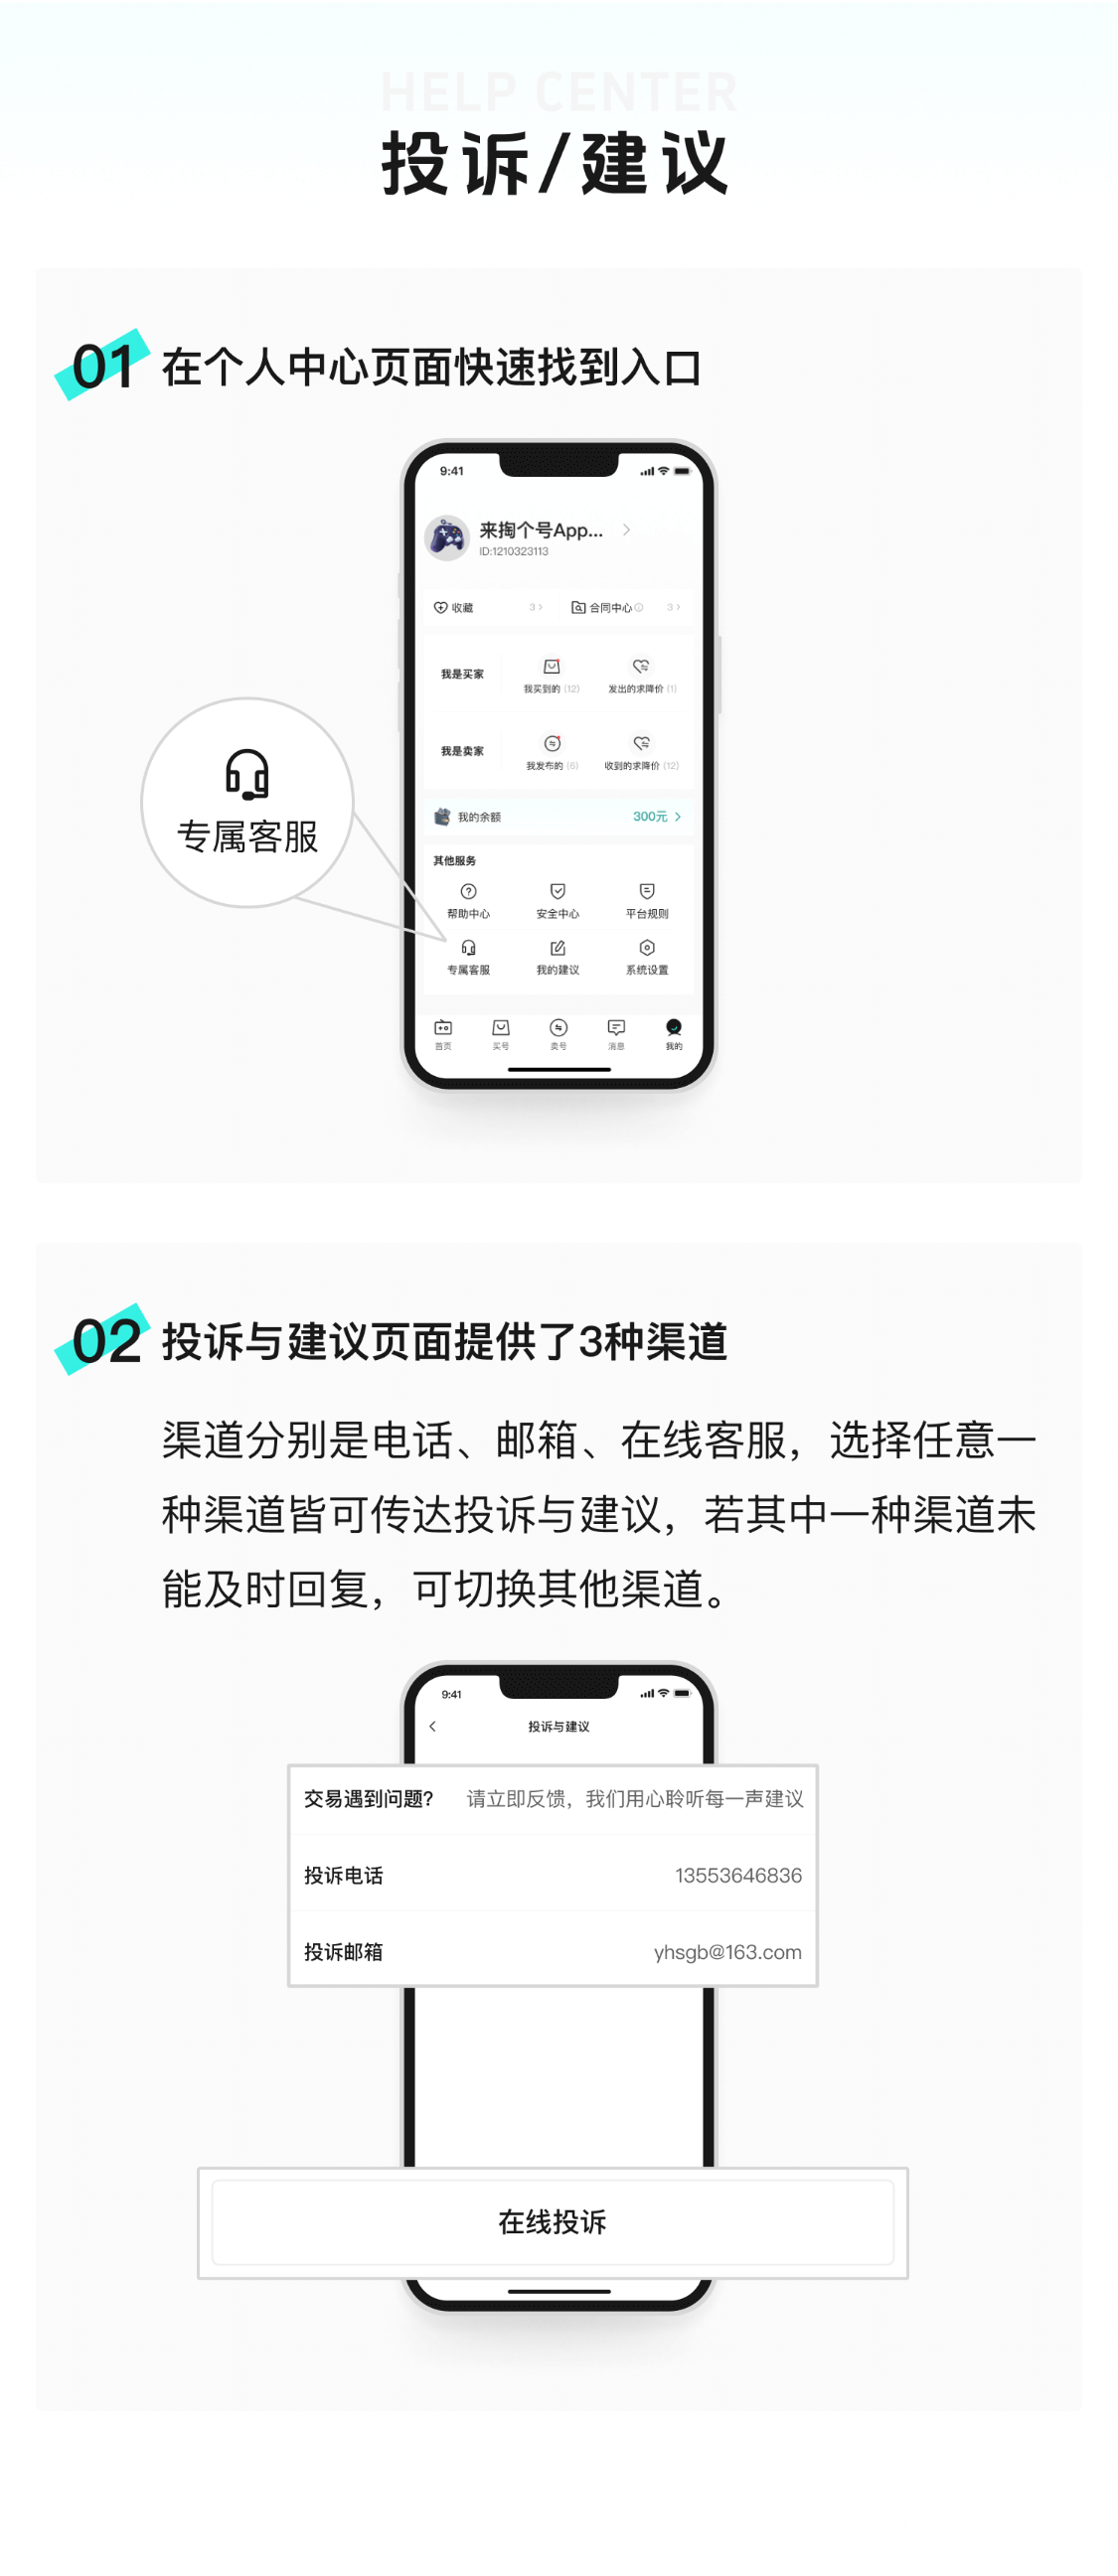 HELP CENTER
投诉/建议
01 在个人中心页面快速找到入口
9:41
来掏个号App...
ID:1210323113
收藏 3 合同中心 3
我是买家 我买到的 (12) 发出的求降价 (1)
我是卖家 我发布的 (6) 收到的求降价 (12)
专属客服
我的余额 300元
其他服务
帮助中心 安全中心 平台规则
专属客服 我的建议 系统设置
首页 买号 卖号 消息 我的
02 投诉与建议页面提供了3种渠道
渠道分别是电话、邮箱、在线客服，选择任意一
种渠道皆可传达投诉与建议，若其中一种渠道未
能及时回复，可切换其他渠道。
9:41
投诉与建议
交易遇到问题? 请立即反馈，我们用心聆听每一声建议
投诉电话 13553646836
投诉邮箱 yhsgb@163.com
在线投诉